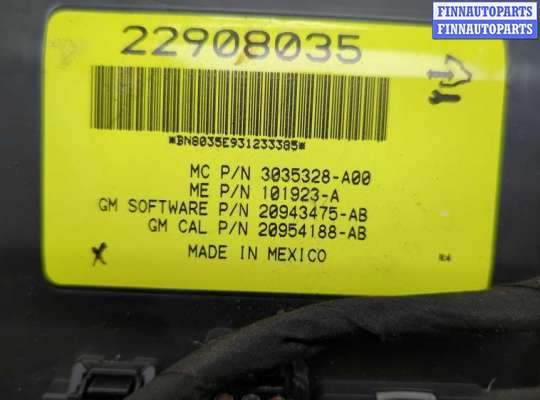 FINNAUTOPARTS
FINNAUTOPARTS
22908035
*BN8035E931233385*
MC P/N 3035328-A00
ME P/N 101923-A
GM SOFTWARE P/N 20943475-AB
GM CAL P/N 20954188-AB
MADE IN MEXICO